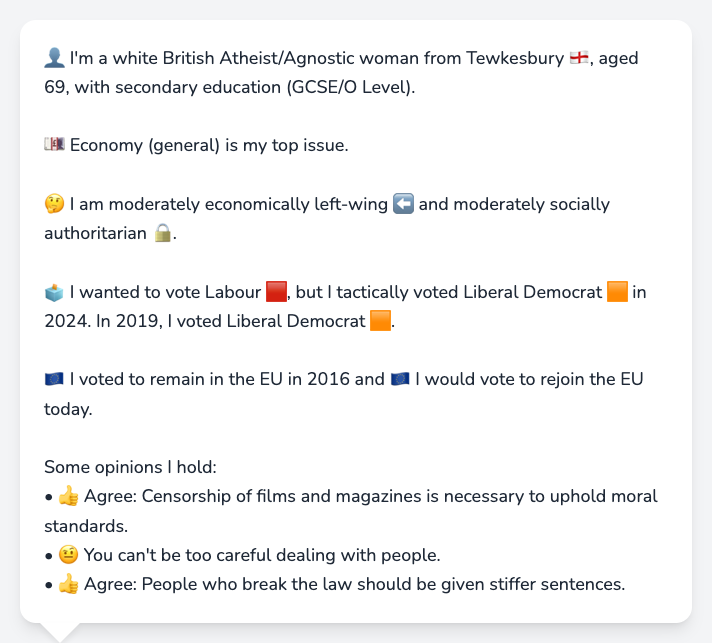 👤 I'm a white British Atheist/Agnostic woman from Tewkesbury 🏴󠁧󠁢󠁥󠁮󠁧󠁿, aged
69, with secondary education (GCSE/O Level).
💷 Economy (general) is my top issue.
🤔 I am moderately economically left-wing ⬅️ and moderately socially
authoritarian 🔒.
🗳️ I wanted to vote Labour 🟥, but I tactically voted Liberal Democrat 🟧 in
2024. In 2019, I voted Liberal Democrat 🟧.
🇪🇺 I voted to remain in the EU in 2016 and 🇪🇺 I would vote to rejoin the EU
today.
Some opinions I hold:
• 👍 Agree: Censorship of films and magazines is necessary to uphold moral
standards.
• 🤨 You can't be too careful dealing with people.
• 👍 Agree: People who break the law should be given stiffer sentences.